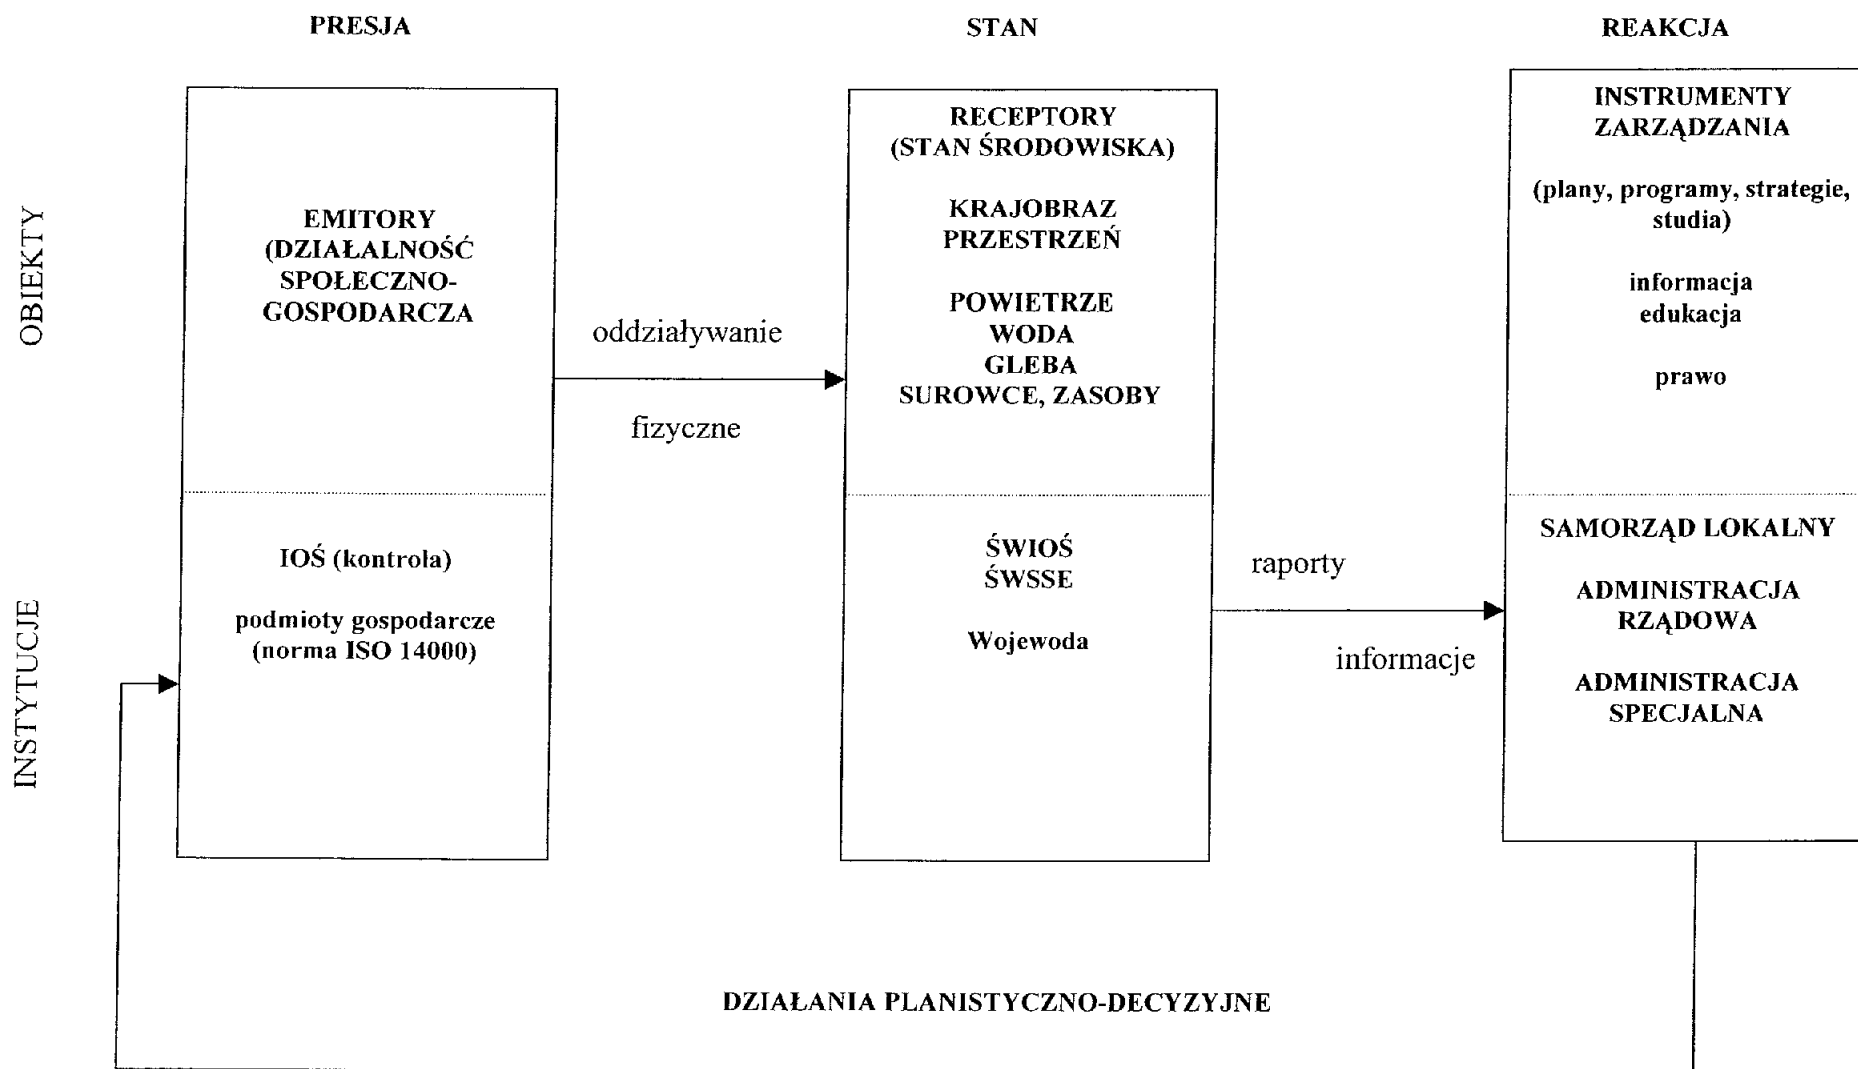 PRESJA
STAN
REAKCJA
OBIEKTY
EMITORY
(DZIAŁALNOŚĆ
SPOŁECZNO-
GOSPODARCZA
oddziaływanie
fizyczne
RECEPTORY
(STAN ŚRODOWISKA)
KRAJOBRAZ
PRZESTRZEŃ
POWIETRZE
WODA
GLEBA
SUROWCE, ZASOBY
INSTRUMENTY
ZARZĄDZANIA
(plany, programy, strategie,
studia)
informacja
edukacja
prawo
INSTYTUCJE
IOŚ (kontrola)
podmioty gospodarcze
(norma ISO 14000)
ŚWIOŚ
ŚWSSE
Wojewoda
raporty
informacje
SAMORZĄD LOKALNY
ADMINISTRACJA
RZĄDOWA
ADMINISTRACJA
SPECJALNA
DZIAŁANIA PLANISTYCZNO-DECYZYJNE